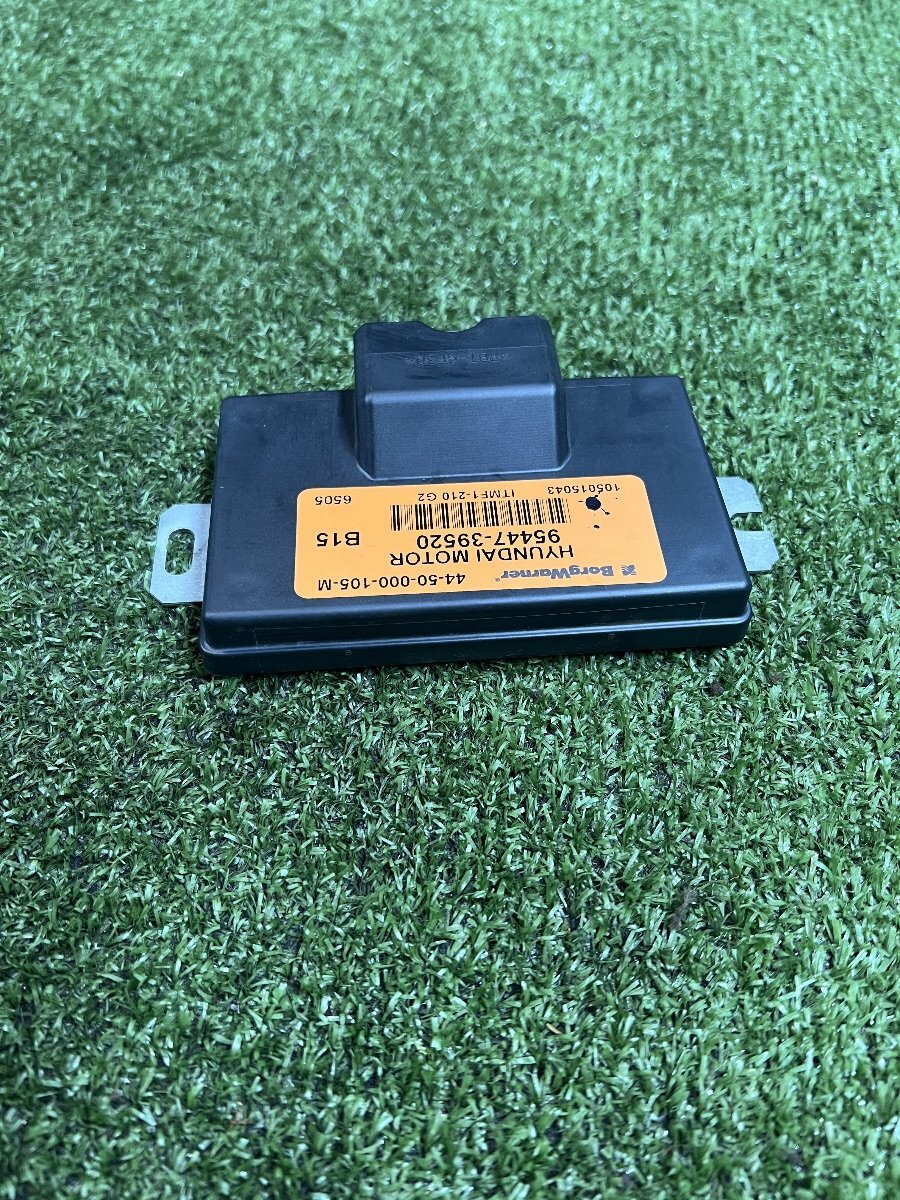 BorgWarner® 44-50-000-105-M
HYUNDAI MOTOR
95447-39520 B15
ITMF1-210 G2
105015043 6505